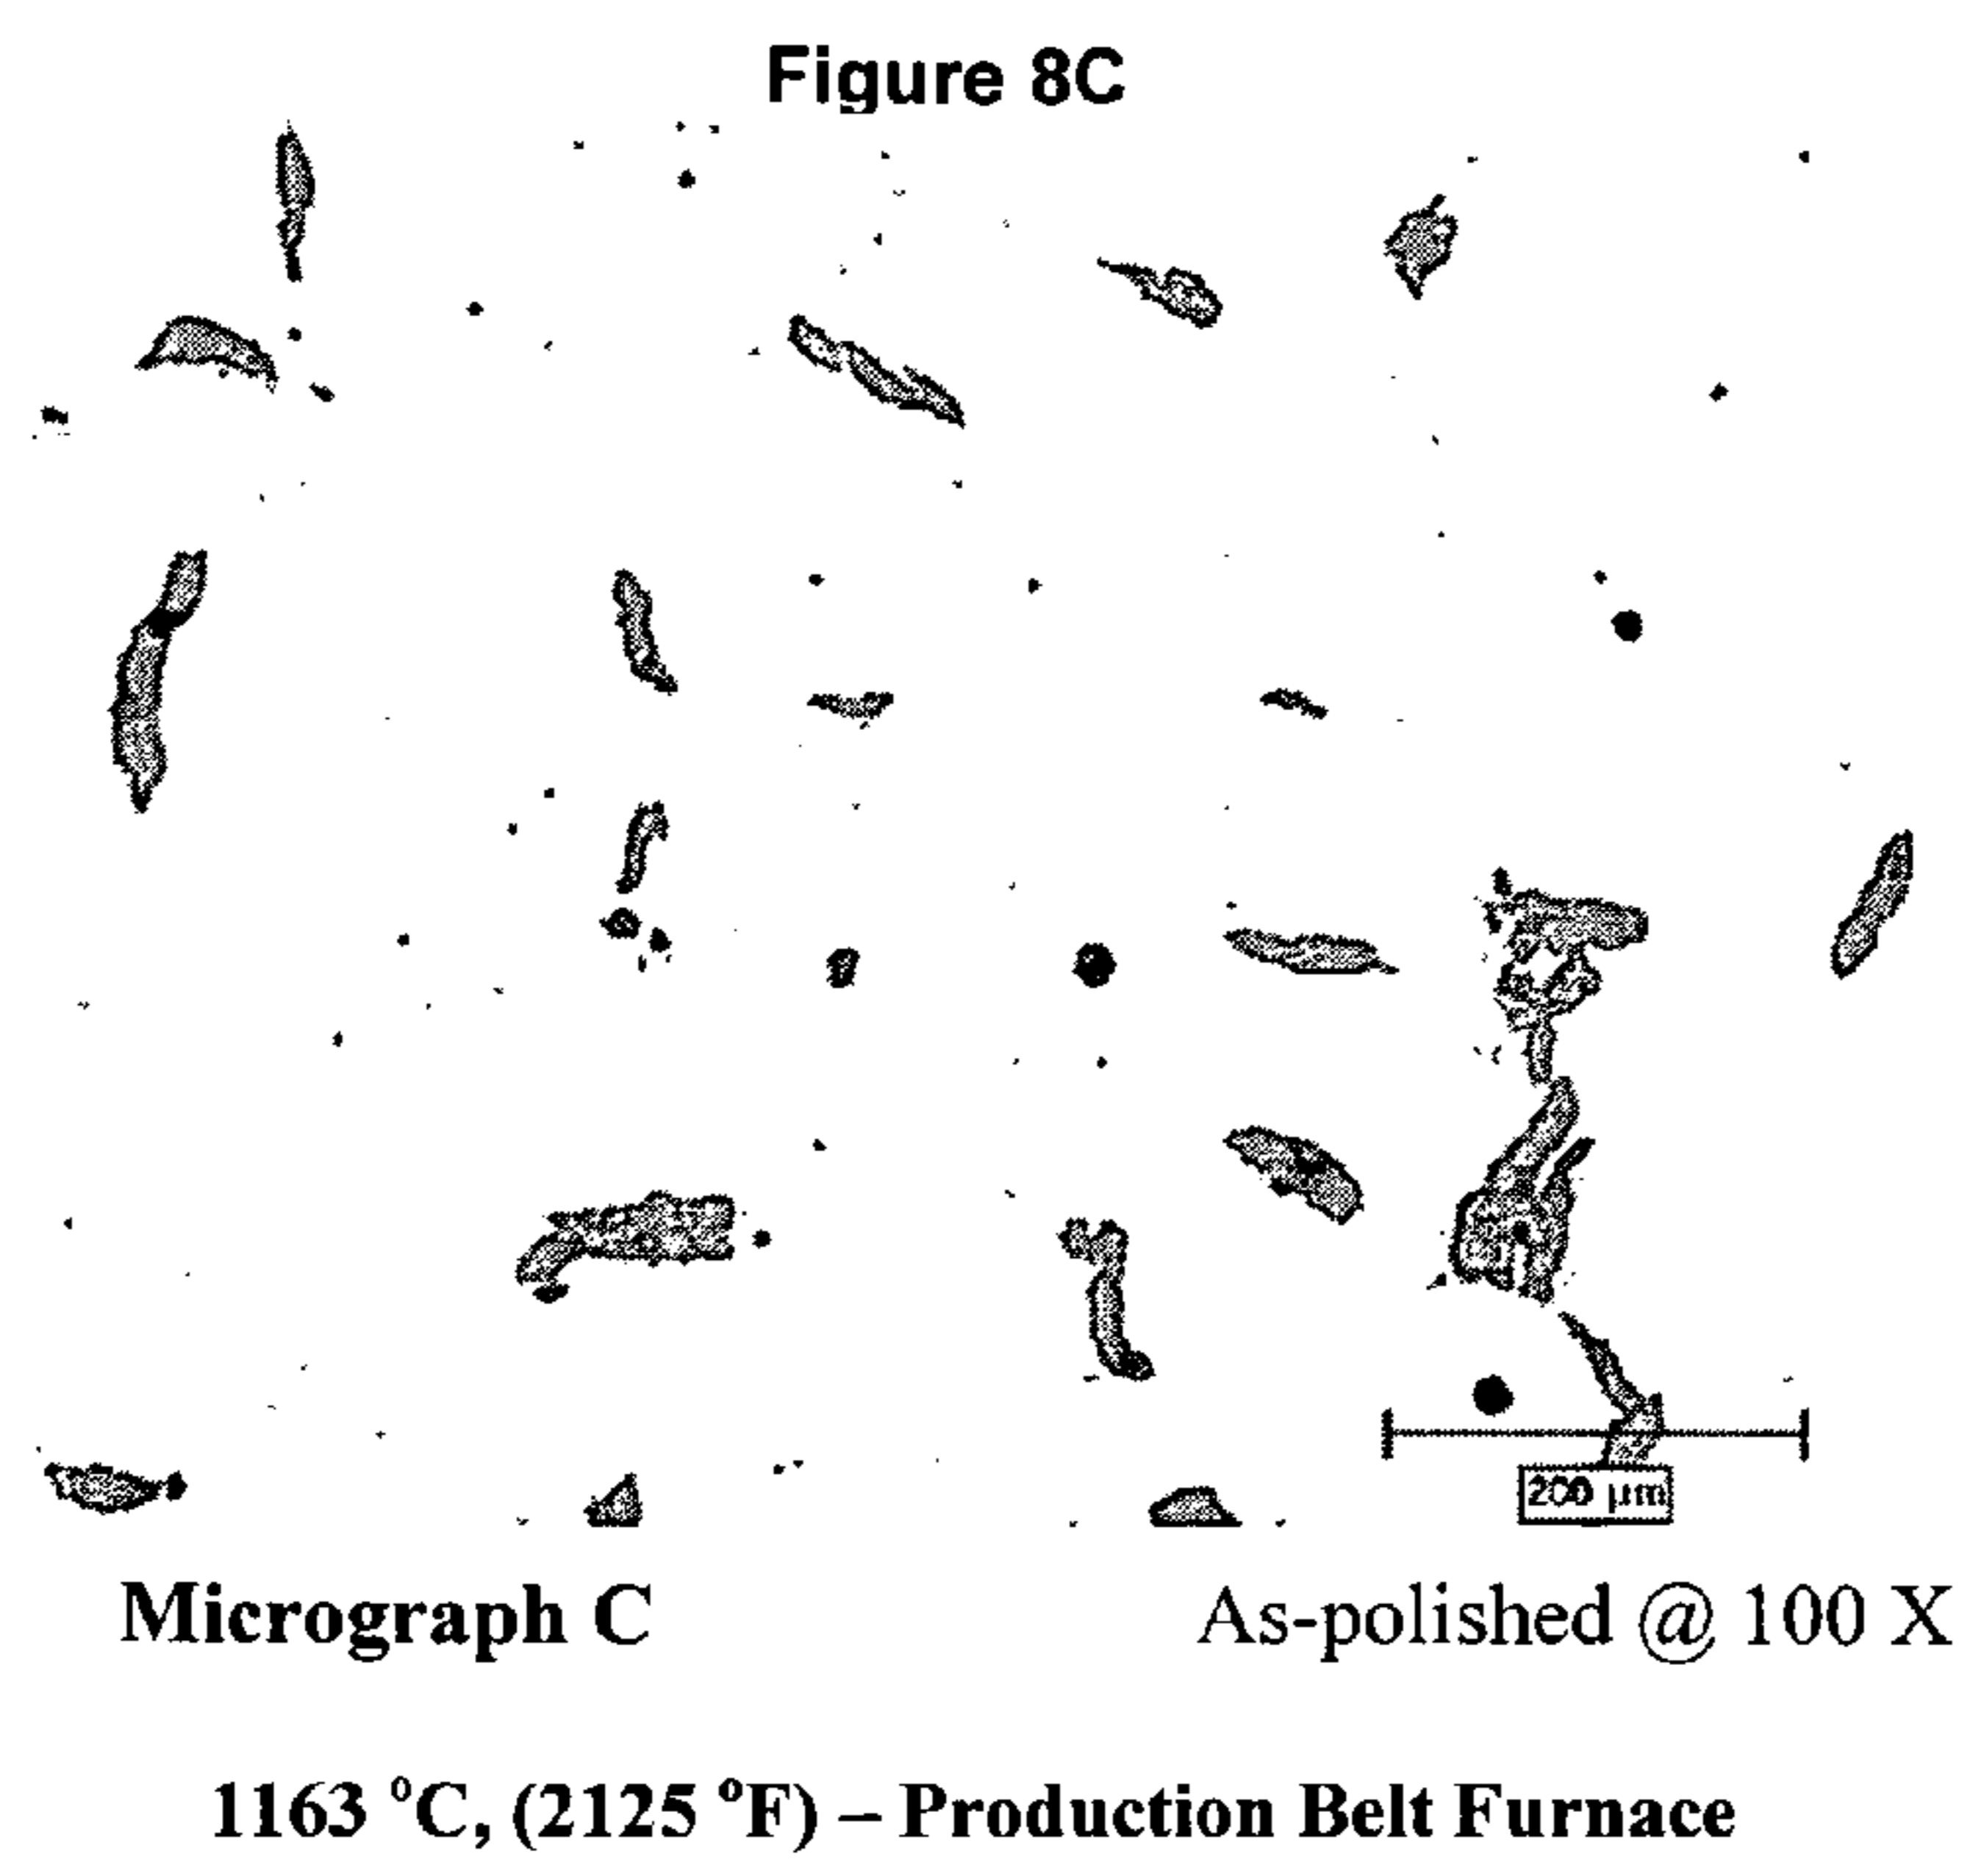 Figure 8C
200 µm
Micrograph C
As-polished @ 100 X
1163 °C, (2125 °F) – Production Belt Furnace